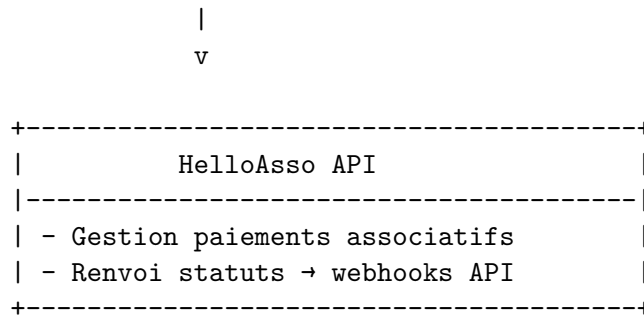 |
v
+----------------------------------------+
| HelloAsso API |
|----------------------------------------|
| - Gestion paiements associatifs |
| - Renvoi statuts → webhooks API |
+----------------------------------------+